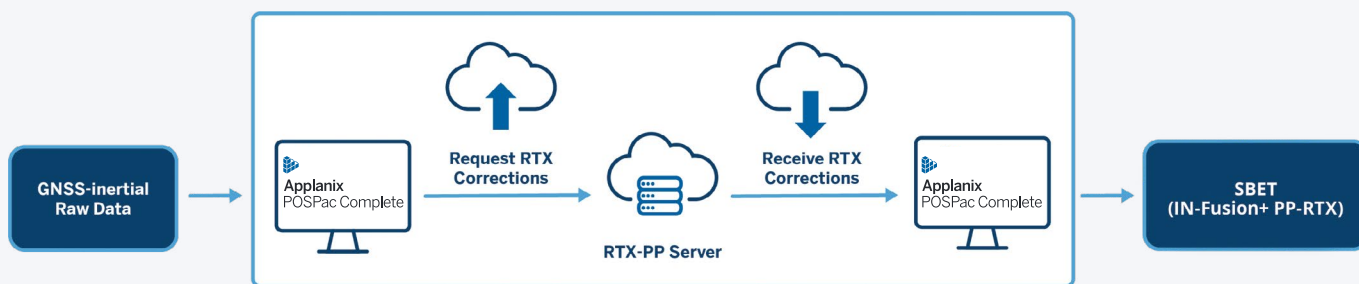 GNSS-inertial
Raw Data
Applanix
POSPac Complete
Request RTX
Corrections
RTX-PP Server
Receive RTX
Corrections
Applanix
POSPac Complete
SBET
(IN-Fusion+ PP-RTX)